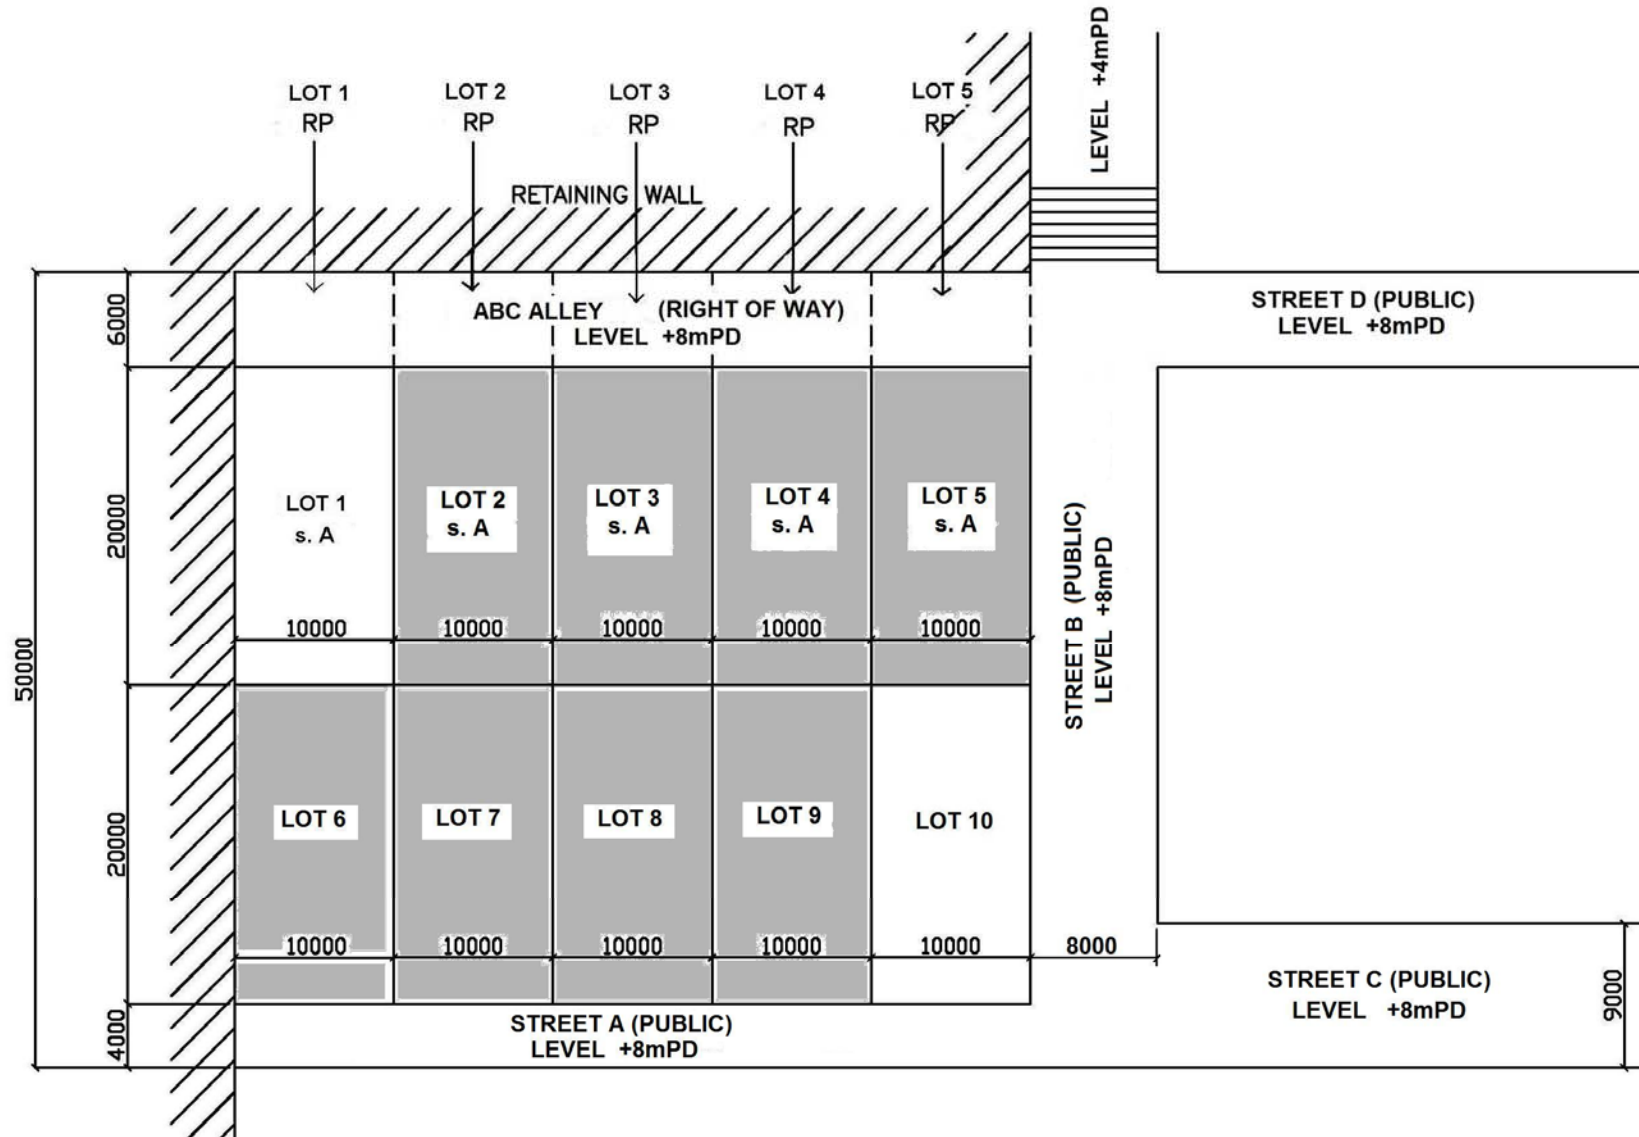 LEVEL +4mPD
LOT 1
RP
LOT 2
RP
LOT 3
RP
LOT 4
RP
LOT 5
RP
RETAINING WALL
6000
ABC ALLEY (RIGHT OF WAY)
LEVEL +8mPD
STREET D (PUBLIC)
LEVEL +8mPD
20000
LOT 1
s. A
LOT 2
s. A
LOT 3
s. A
LOT 4
s. A
LOT 5
s. A
10000
10000
10000
10000
10000
STREET B (PUBLIC)
LEVEL +8mPD
50000
20000
LOT 6
LOT 7
LOT 8
LOT 9
LOT 10
10000
10000
10000
10000
10000
8000
4000
STREET A (PUBLIC)
LEVEL +8mPD
STREET C (PUBLIC)
LEVEL +8mPD
9000